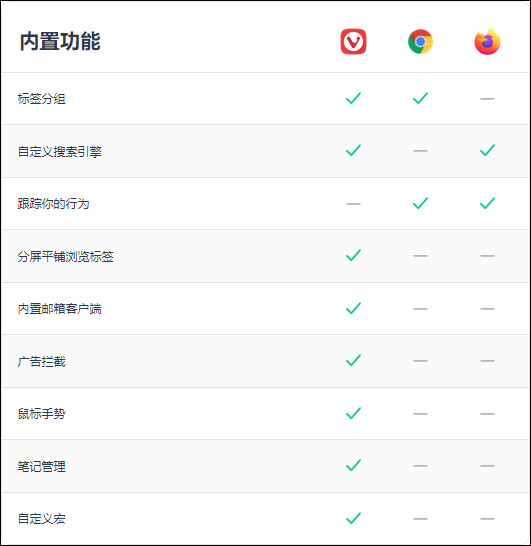 内置功能
标签分组
自定义搜索引擎
跟踪你的行为
分屏平铺浏览标签
内置邮箱客户端
广告拦截
鼠标手势
笔记管理
自定义宏